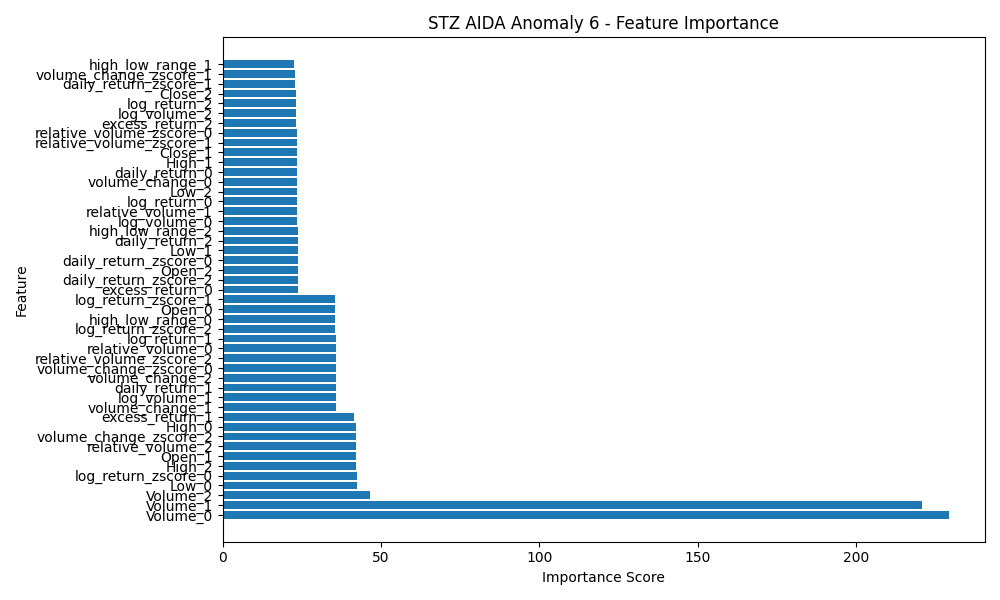 STZ AIDA Anomaly 6 - Feature Importance
high_low_range_1
volume_change_zscore_1
daily_return_zscore_1
Close_2
log_return_2
log_volume_2
excess_return_2
relative_volume_zscore_0
relative_volume_zscore_1
Close_1
High_1
daily_return_0
volume_change_0
Low_2
log_return_0
relative_volume_1
log_volume_0
high_low_range_2
daily_return_2
Low_1
daily_return_zscore_0
Open_2
daily_return_zscore_2
excess_return_0
log_return_zscore_1
Open_0
high_low_range_0
log_return_zscore_2
log_return_1
relative_volume_0
relative_volume_zscore_2
volume_change_zscore_0
volume_change_2
daily_return_1
log_volume_1
volume_change_1
excess_return_1
High_0
volume_change_zscore_2
relative_volume_2
Open_1
High_2
log_return_zscore_0
Low_0
Volume_2
Volume_1
Volume_0
Feature
0 50 100 150 200
Importance Score